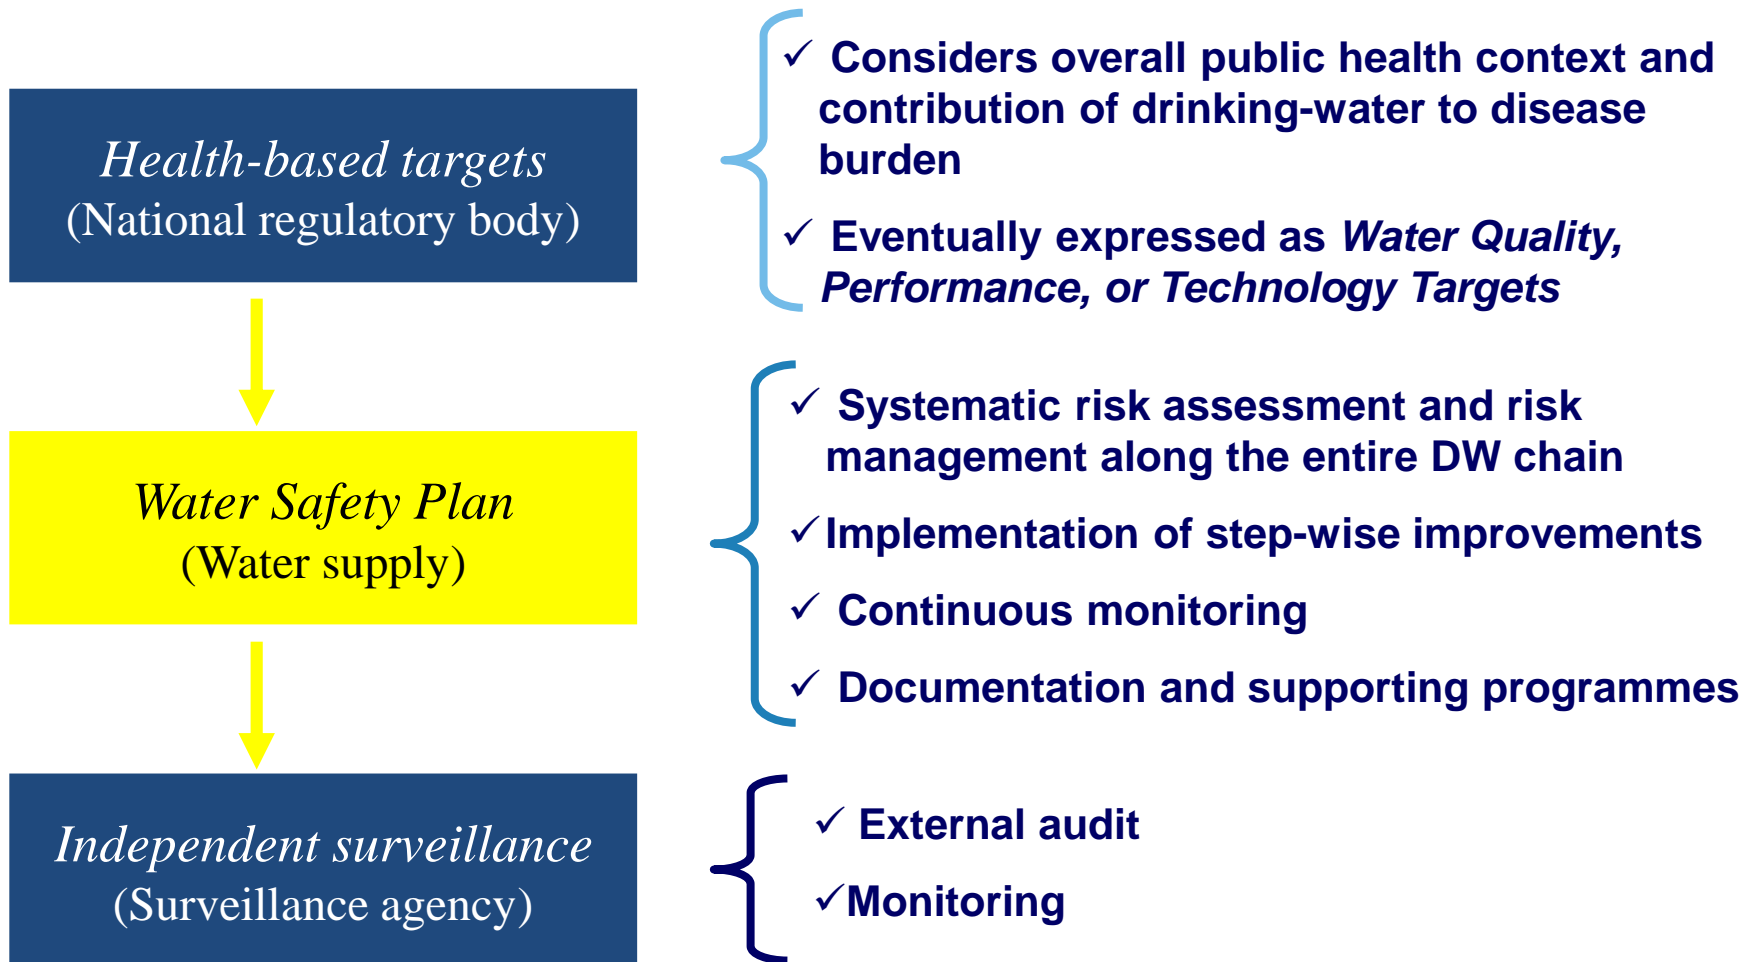 Health-based targets
(National regulatory body)
✓ Considers overall public health context and
contribution of drinking-water to disease
burden
✓ Eventually expressed as Water Quality,
Performance, or Technology Targets
Water Safety Plan
(Water supply)
✓ Systematic risk assessment and risk
management along the entire DW chain
✓Implementation of step-wise improvements
✓ Continuous monitoring
✓ Documentation and supporting programmes
Independent surveillance
(Surveillance agency)
✓ External audit
✓Monitoring